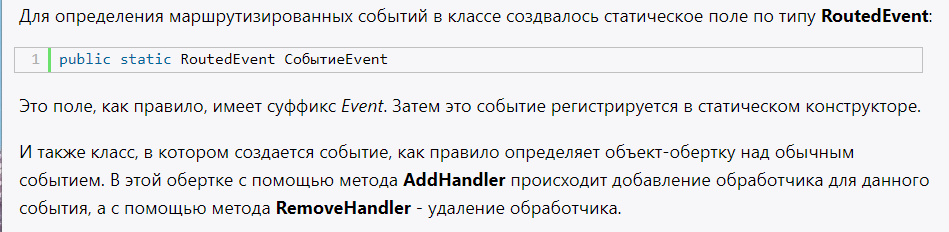 Для определения маршрутизированных событий в классе создвалось статическое поле по типу RoutedEvent:
1 public static RoutedEvent СобытиеEvent
Это поле, как правило, имеет суффикс Event. Затем это событие регистрируется в статическом конструкторе.
И также класс, в котором создается событие, как правило определяет объект-обертку над обычным
событием. В этой обертке с помощью метода AddHandler происходит добавление обработчика для данного
события, а с помощью метода RemoveHandler - удаление обработчика.